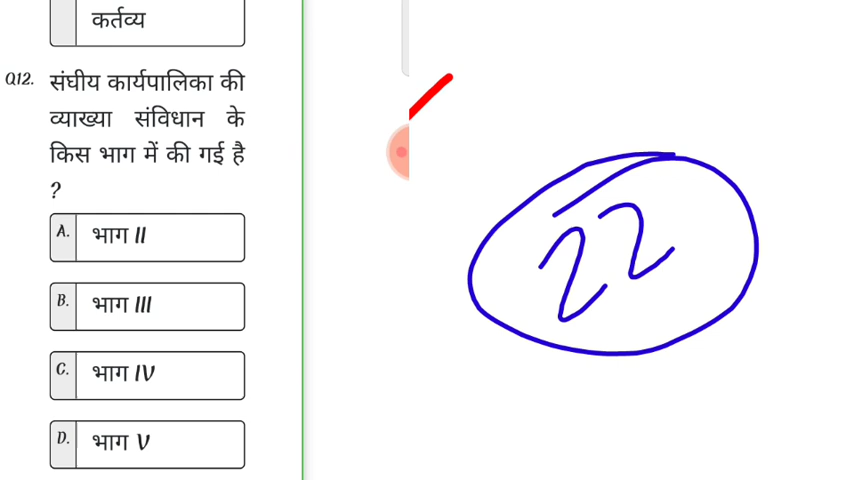 कर्तव्य
Q12. संघीय कार्यपालिका की
व्याख्या संविधान के
किस भाग में की गई है
?
A. भाग II
B. भाग III
C. भाग IV
D. भाग V
22